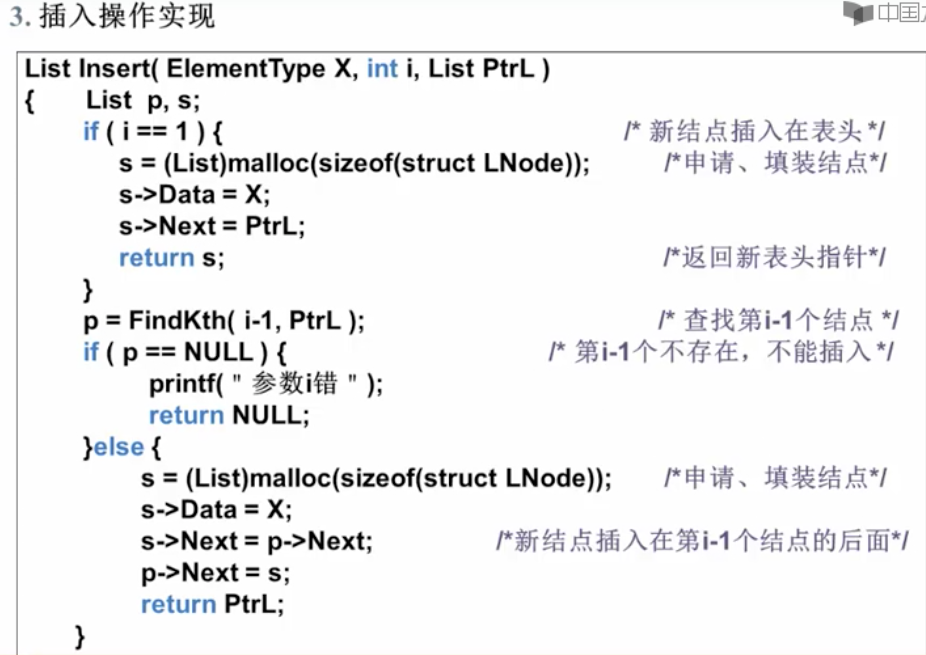 3. 插入操作实现
中国
List Insert( ElementType X, int i, List PtrL )
{ List p, s;
if ( i == 1 ) { /* 新结点插入在表头 */
s = (List)malloc(sizeof(struct LNode)); /*申请、填装结点*/
s->Data = X;
s->Next = PtrL;
return s; /*返回新表头指针*/
}
p = FindKth( i-1, PtrL ); /* 查找第i-1个结点 */
if ( p == NULL ) { /* 第i-1个不存在，不能插入 */
printf( " 参数i错 " );
return NULL;
}else {
s = (List)malloc(sizeof(struct LNode)); /*申请、填装结点*/
s->Data = X;
s->Next = p->Next; /*新结点插入在第i-1个结点的后面*/
p->Next = s;
return PtrL;
}